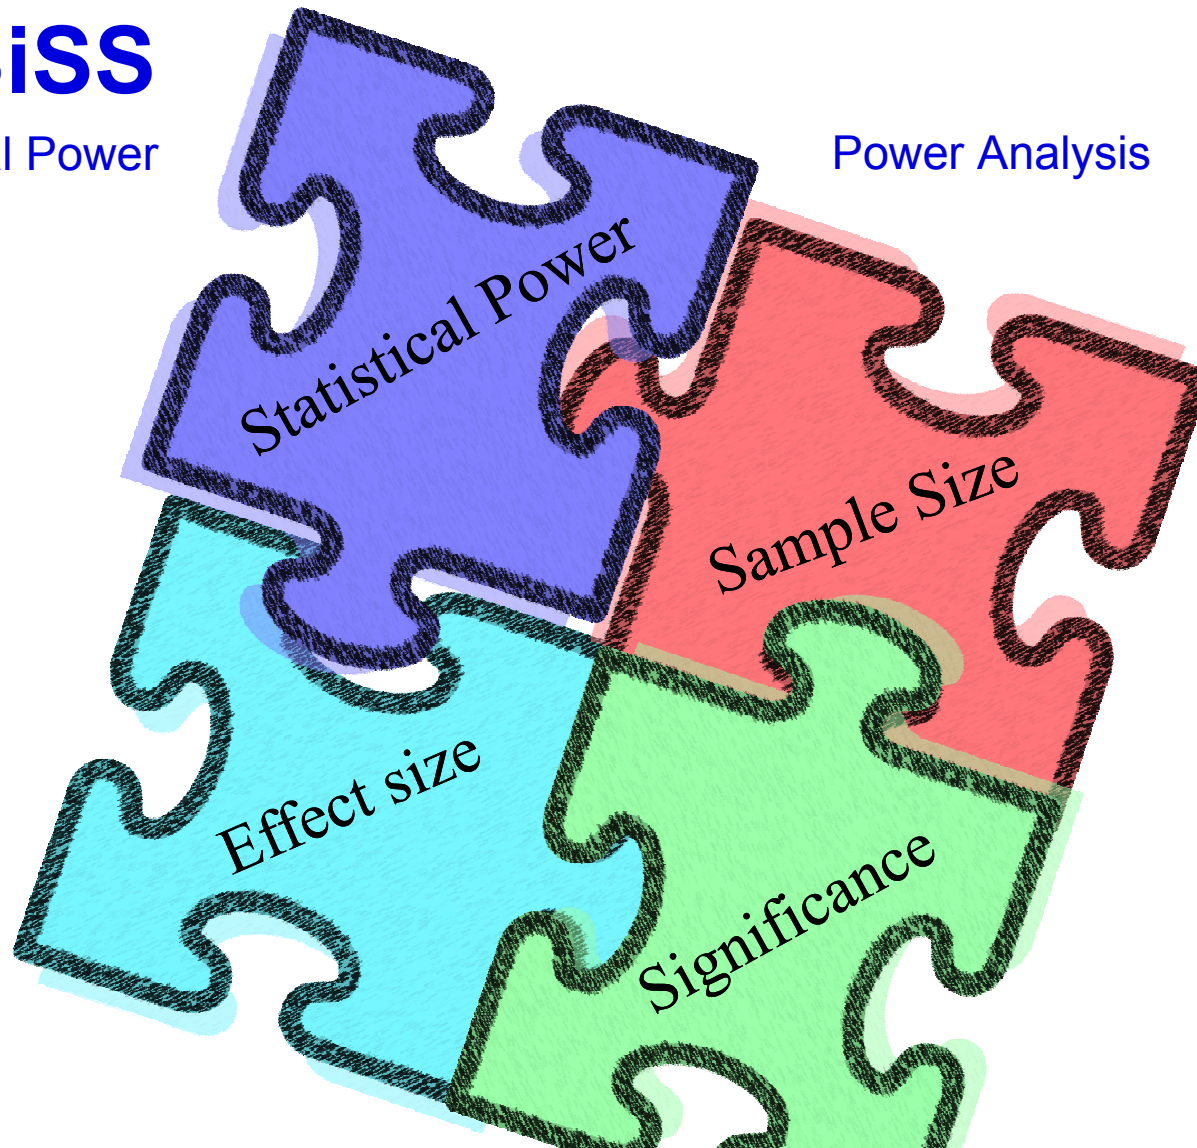 iSS
Power
Power Analysis
Statistical Power
Sample Size
Effect size
Significance